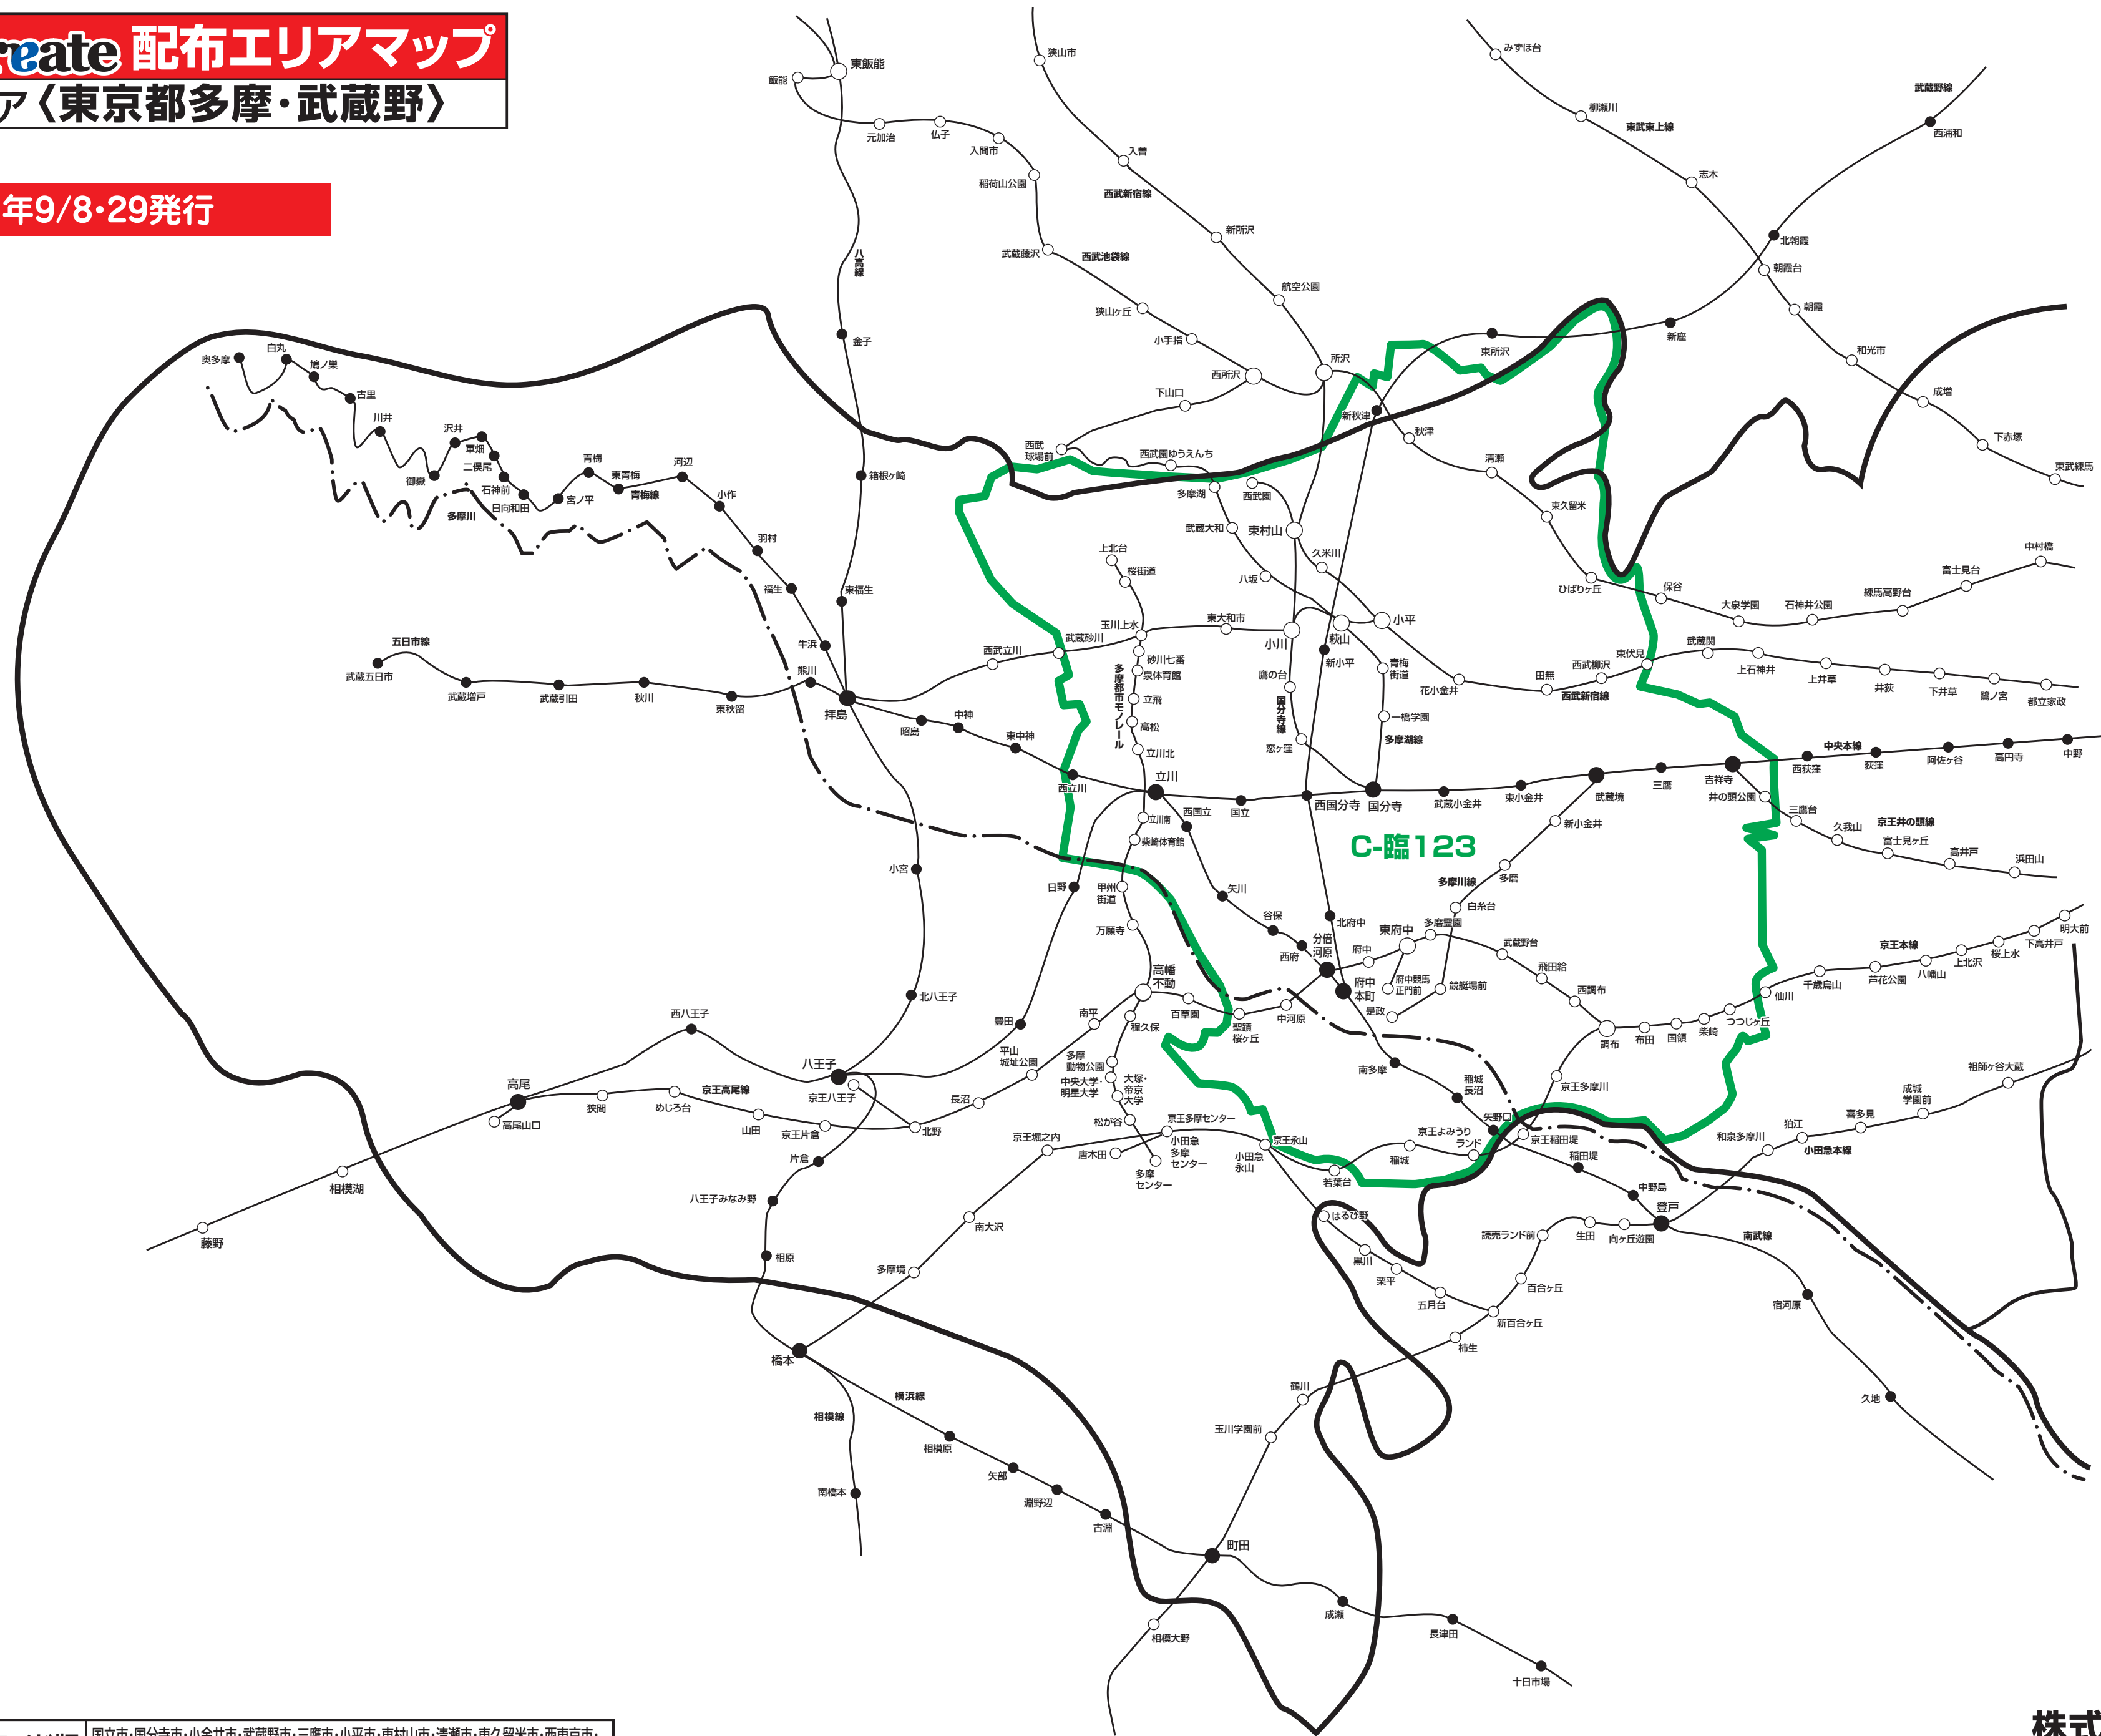 reate 配布エリアマップ
ア〈東京都多摩・武蔵野〉
年9/8・29発行
飯能
東飯能
元加治
仏子
入間市
稲荷山公園
武蔵藤沢
西武池袋線
狭山ヶ丘
小手指
西所沢
下山口
西武
球場前
狭山市
入曽
西武新宿線
新所沢
航空公園
所沢
みずほ台
柳瀬川
東武東上線
志木
武蔵野線
西浦和
北朝霞
朝霞台
朝霞
和光市
成増
下赤塚
東武練馬
新座
東所沢
新秋津
秋津
清瀬
東久留米
ひばりヶ丘
保谷
大泉学園
石神井公園
練馬高野台
富士見台
中村橋
八高線
金子
箱根ヶ崎
東福生
奥多摩
白丸
鳩ノ巣
古里
川井
御嶽
沢井
軍畑
二俣尾
石神前
日向和田
宮ノ平
青梅
東青梅
青梅線
河辺
小作
羽村
福生
牛浜
多摩川
五日市線
武蔵五日市
武蔵増戸
武蔵引田
秋川
東秋留
熊川
拝島
昭島
中神
東中神
西立川
西武立川
武蔵砂川
玉川上水
東大和市
西武園ゆうえんち
多摩湖
西武園
武蔵大和
東村山
久米川
八坂
小川
萩山
小平
新小平
鷹の台
国分寺線
恋ヶ窪
青梅
街道
一橋学園
多摩湖線
花小金井
田無
西武新宿線
西武柳沢
東伏見
武蔵関
上石神井
上井草
井荻
下井草
鷺ノ宮
都立家政
上北台
桜街道
砂川七番
泉体育館
多摩都市モノレール
立飛
高松
立川北
立川
立川南
柴崎体育館
甲州
街道
万願寺
高幡
不動
程久保
多摩
動物公園
中央大学・
明星大学
大塚・
帝京
大学
松が谷
多摩
センター
西国立
国立
西国分寺
国分寺
武蔵小金井
東小金井
武蔵境
三鷹
吉祥寺
西荻窪
中央本線
荻窪
阿佐ヶ谷
高円寺
中野
井の頭公園
三鷹台
久我山
京王井の頭線
富士見ヶ丘
高井戸
浜田山
C-臨123
新小金井
多磨
多摩川線
白糸台
競艇場前
是政
矢川
谷保
西府
分倍
河原
北府中
府中
本町
府中
東府中
府中競馬
正門前
多磨霊園
武蔵野台
飛田給
西調布
調布
布田
国領
柴崎
つつじヶ丘
仙川
千歳烏山
芦花公園
京王本線
八幡山
上北沢
桜上水
下高井戸
明大前
日野
豊田
小宮
北八王子
八王子
京王八王子
西八王子
高尾
高尾山口
相模湖
藤野
狭間
めじろ台
京王高尾線
山田
京王片倉
北野
長沼
平山
城址公園
南平
百草園
聖蹟
桜ヶ丘
中河原
片倉
八王子みなみ野
相原
橋本
多摩境
南大沢
京王堀之内
京王多摩センター
小田急
多摩
センター
唐木田
京王永山
小田急
永山
若葉台
稲城
京王よみうり
ランド
京王稲田堤
京王多摩川
南多摩
稲城
長沼
矢野口
稲田堤
中野島
登戸
南武線
宿河原
久地
和泉多摩川
狛江
小田急本線
喜多見
成城
学園前
祖師ヶ谷大蔵
はるひ野
黒川
栗平
五月台
新百合ヶ丘
百合ヶ丘
読売ランド前
生田
向ヶ丘遊園
柿生
鶴川
玉川学園前
町田
相模大野
横浜線
相模線
南橋本
相模原
矢部
淵野辺
古淵
成瀬
長津田
十日市場
国立市・国分寺市・小金井市・武蔵野市・三鷹市・小平市・東村山市・清瀬市・東久留米市・西東京市・
株式